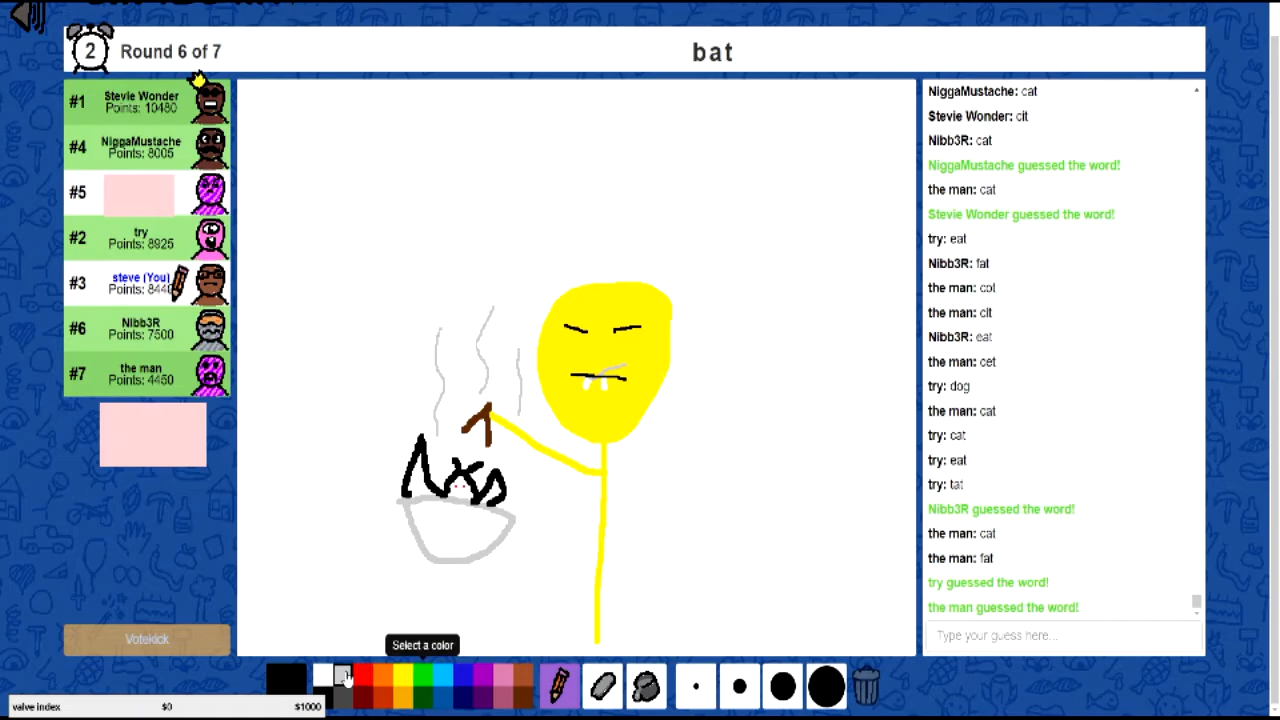 2
Round 6 of 7
bat
#1 Stevie Wonder
Points: 10480
#4 NiggaMustache
Points: 8005
#5
#2 try
Points: 8925
#3 steve (You)
Points: 844
#6 Nibb3R
Points: 7500
#7 the man
Points: 4450
Votekick
NiggaMustache: cat
Stevie Wonder: cit
Nibb3R: cat
NiggaMustache guessed the word!
the man: cat
Stevie Wonder guessed the word!
try: eat
Nibb3R: fat
the man: cot
the man: cit
Nibb3R: eat
the man: cet
try: dog
the man: cat
try: cat
try: eat
try: tat
Nibb3R guessed the word!
the man: cat
the man: fat
try guessed the word!
the man guessed the word!
Type your guess here...
Select a color
valve index $0 $1000